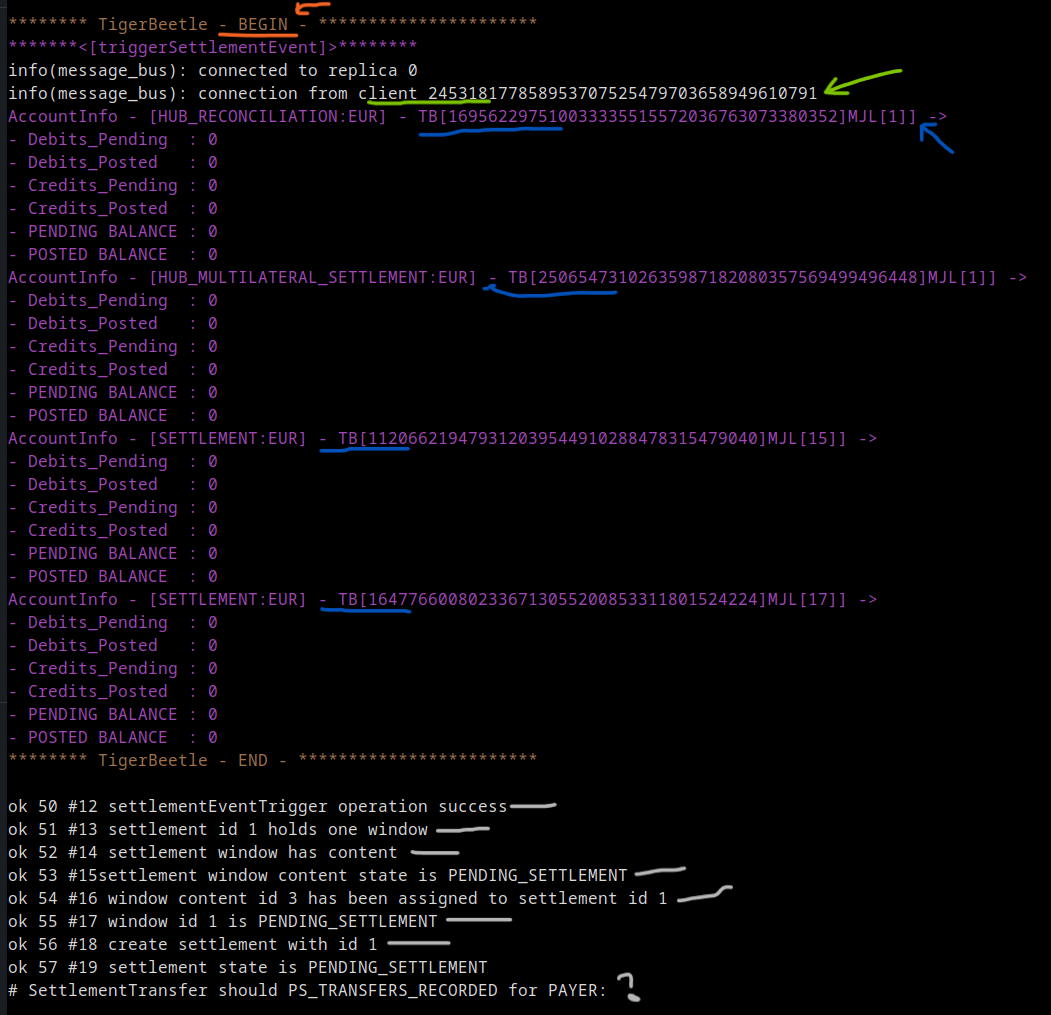 ******** TigerBeetle - BEGIN - **********************
*******<[triggerSettlementEvent]>********
info(message_bus): connected to replica 0
info(message_bus): connection from client 245318177858953707525479703658949610791
AccountInfo - [HUB_RECONCILIATION:EUR] - TB[169562297510033335515572036763073380352]MJL[1]] ->
- Debits_Pending  : 0
- Debits_Posted   : 0
- Credits_Pending : 0
- Credits_Posted  : 0
- PENDING BALANCE : 0
- POSTED BALANCE  : 0
AccountInfo - [HUB_MULTILATERAL_SETTLEMENT:EUR] - TB[250654731026359871820803575694994​96448]MJL[1]] ->
- Debits_Pending  : 0
- Debits_Posted   : 0
- Credits_Pending : 0
- Credits_Posted  : 0
- PENDING BALANCE : 0
- POSTED BALANCE  : 0
AccountInfo - [SETTLEMENT:EUR] - TB[112066219479312039544910288478315479040]MJL[15]] ->
- Debits_Pending  : 0
- Debits_Posted   : 0
- Credits_Pending : 0
- Credits_Posted  : 0
- PENDING BALANCE : 0
- POSTED BALANCE  : 0
AccountInfo - [SETTLEMENT:EUR] - TB[164776600802336713055200853311801524224]MJL[17]] ->
- Debits_Pending  : 0
- Debits_Posted   : 0
- Credits_Pending : 0
- Credits_Posted  : 0
- PENDING BALANCE : 0
- POSTED BALANCE  : 0
******** TigerBeetle - END - ************************
ok 50 #12 settlementEventTrigger operation success
ok 51 #13 settlement id 1 holds one window
ok 52 #14 settlement window has content
ok 53 #15settlement window content state is PENDING_SETTLEMENT
ok 54 #16 window content id 3 has been assigned to settlement id 1
ok 55 #17 window id 1 is PENDING_SETTLEMENT
ok 56 #18 create settlement with id 1
ok 57 #19 settlement state is PENDING_SETTLEMENT
# SettlementTransfer should PS_TRANSFERS_RECORDED for PAYER: ?